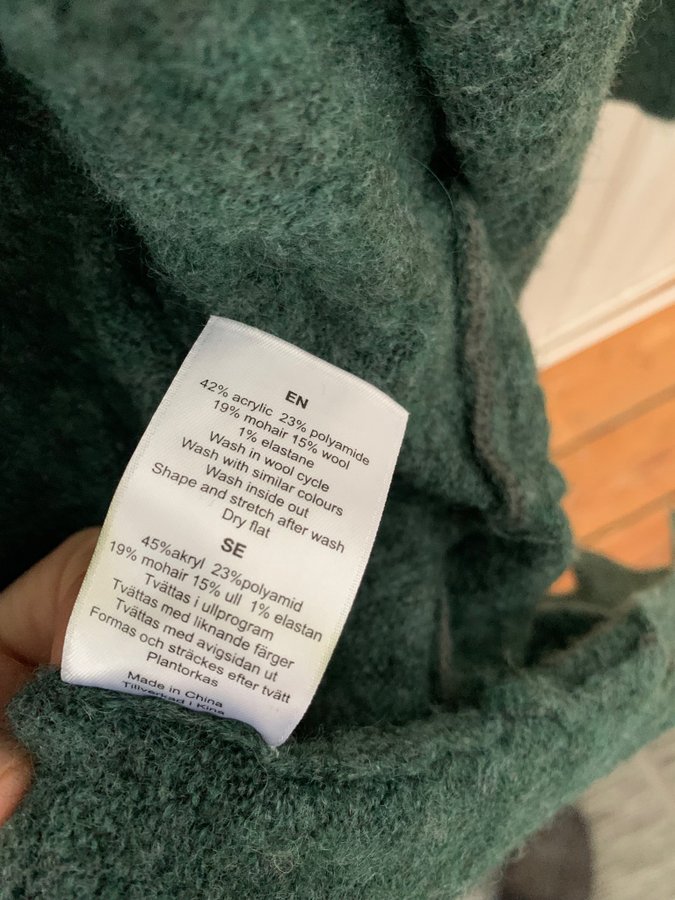 EN
42% acrylic 23% polyamide
19% mohair 15% wool
1% elastane
Wash in wool cycle
Wash with similar colours
Wash inside out
Shape and stretch after wash
Dry flat
SE
45%akryl 23%polyamid
19% mohair 15% ull 1% elastan
Tvättas i ullprogram
Tvättas med liknande färger
Tvättas med avigsidan ut
Formas och sträckes efter tvätt
Plantorkas
Made in China
Tillverkad i Kina